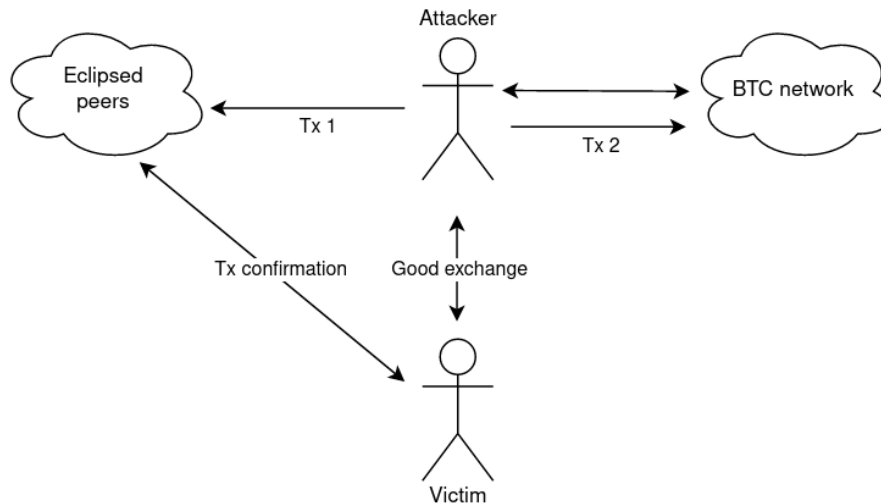 Attacker
Eclipsed
peers
BTC network
Tx 1
Tx 2
Tx confirmation
Good exchange
Victim